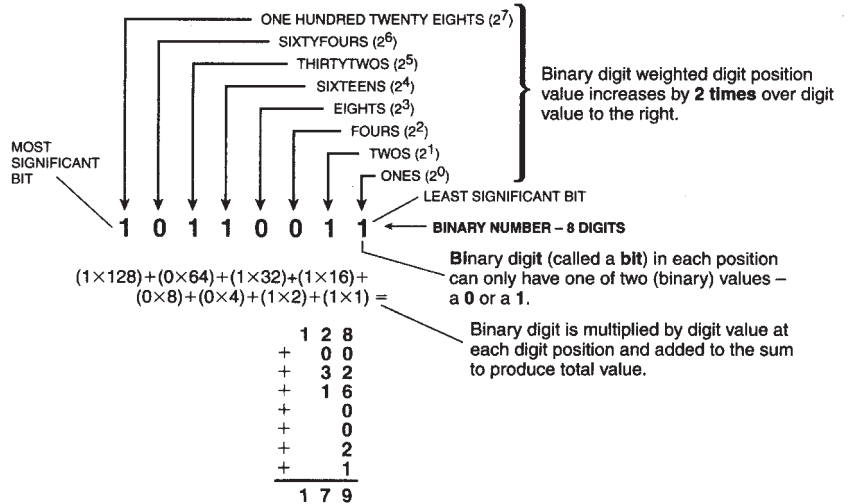 ONE HUNDRED TWENTY EIGHTS (2⁷)
SIXTYFOURS (2⁶)
THIRTYTWOS (2⁵)
SIXTEENS (2⁴)
EIGHTS (2³)
FOURS (2²)
TWOS (2¹)
ONES (2⁰)
Binary digit weighted digit position
value increases by 2 times over digit
value to the right.
MOST
SIGNIFICANT
BIT
LEAST SIGNIFICANT BIT
1 0 1 1 0 0 1 1
BINARY NUMBER – 8 DIGITS
Binary digit (called a bit) in each position
can only have one of two (binary) values –
a 0 or a 1.
(1×128)+(0×64)+(1×32)+(1×16)+
(0×8)+(0×4)+(1×2)+(1×1) =
Binary digit is multiplied by digit value at
each digit position and added to the sum
to produce total value.
1 2 8
+ 0 0
+ 3 2
+ 1 6
+ 0
+ 0
+ 2
+ 1
1 7 9